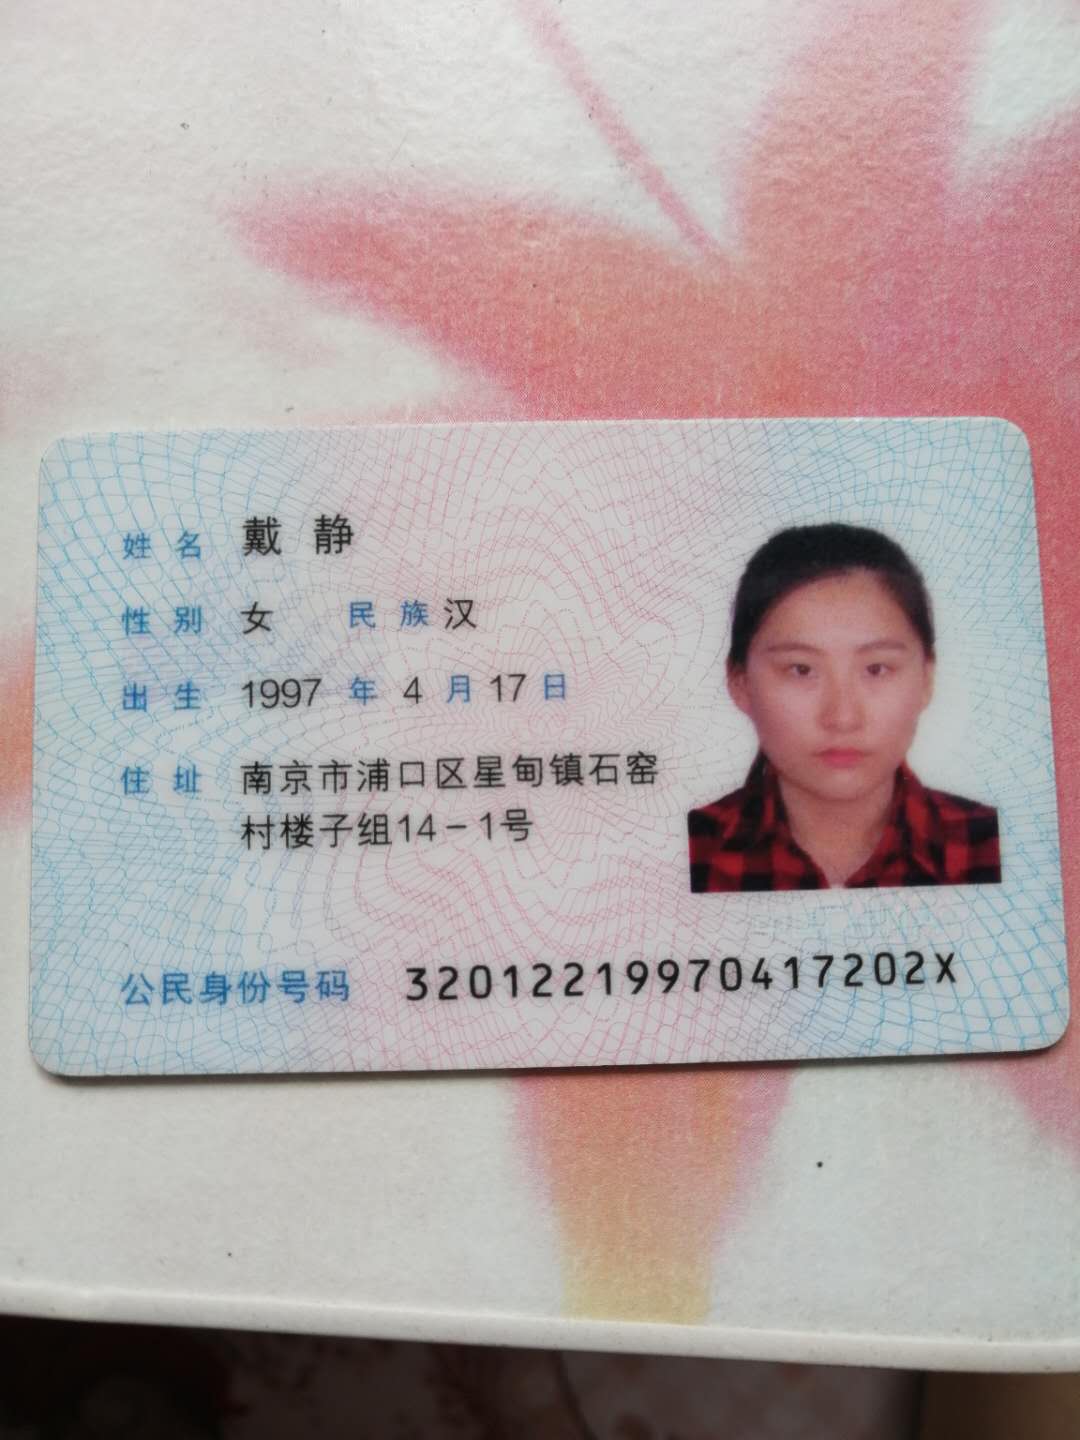 姓名 戴静
性别 女 民族 汉
出生 1997 年 4 月 17 日
住址 南京市浦口区星甸镇石窑
村楼子组14-1号
公民身份号码 32012219970417202X